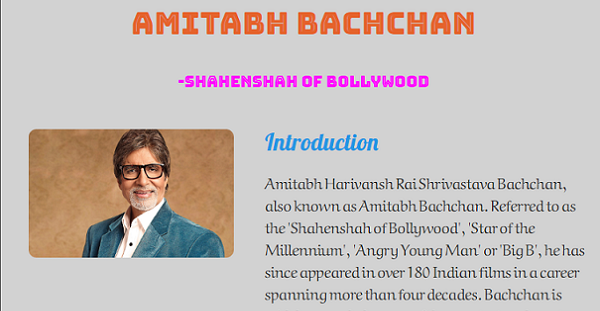 AMITABH BACHCHAN
-SHAHENSHAH OF BOLLYWOOD
Introduction
Amitabh Harivansh Rai Shrivastava Bachchan,
also known as Amitabh Bachchan. Referred to as
the 'Shahenshah of Bollywood', 'Star of the
Millennium', 'Angry Young Man' or 'Big B', he has
since appeared in over 180 Indian films in a career
spanning more than four decades. Bachchan is